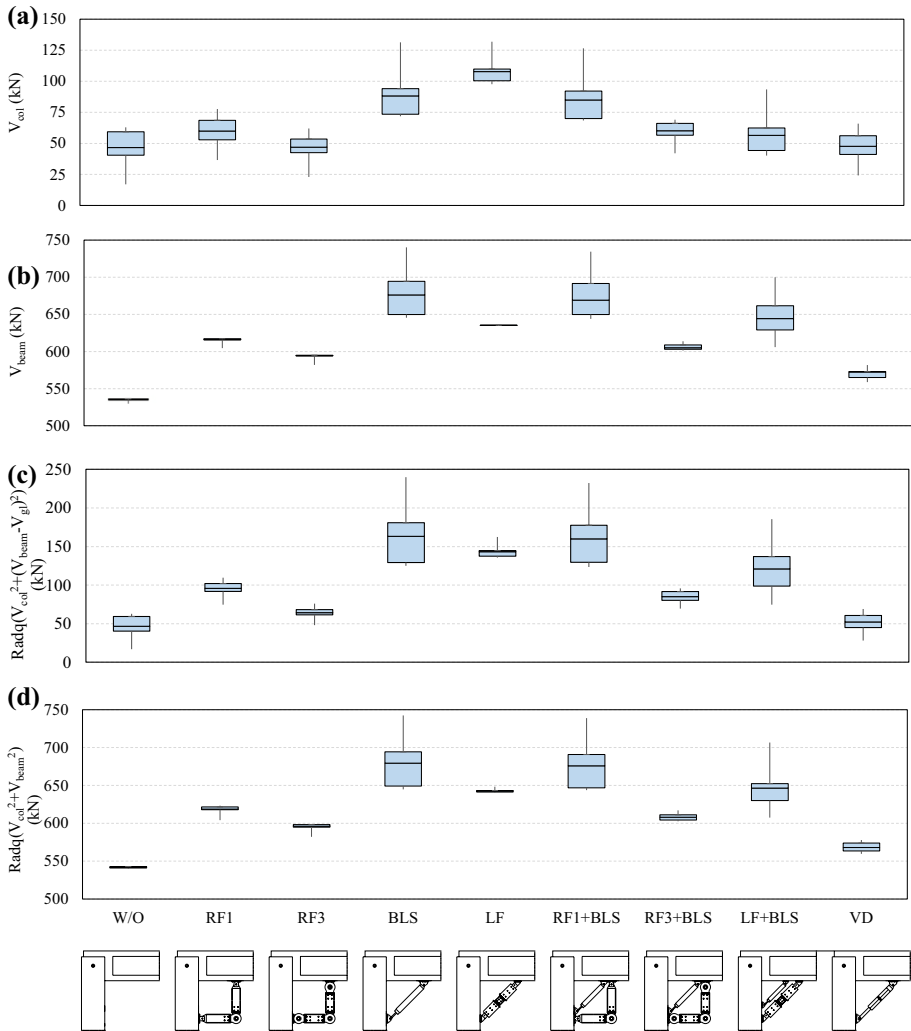 (a)
150
125
100
75
50
25
0
V_col (kN)
(b)
750
700
650
600
550
500
V_beam (kN)
(c)
250
200
150
100
50
0
Radq(V_col^2+(V_beam-V_gl)^2)
(kN)
(d)
750
700
650
600
550
500
Radq(V_col^2+V_beam^2)
(kN)
W/O RF1 RF3 BLS LF RF1+BLS RF3+BLS LF+BLS VD